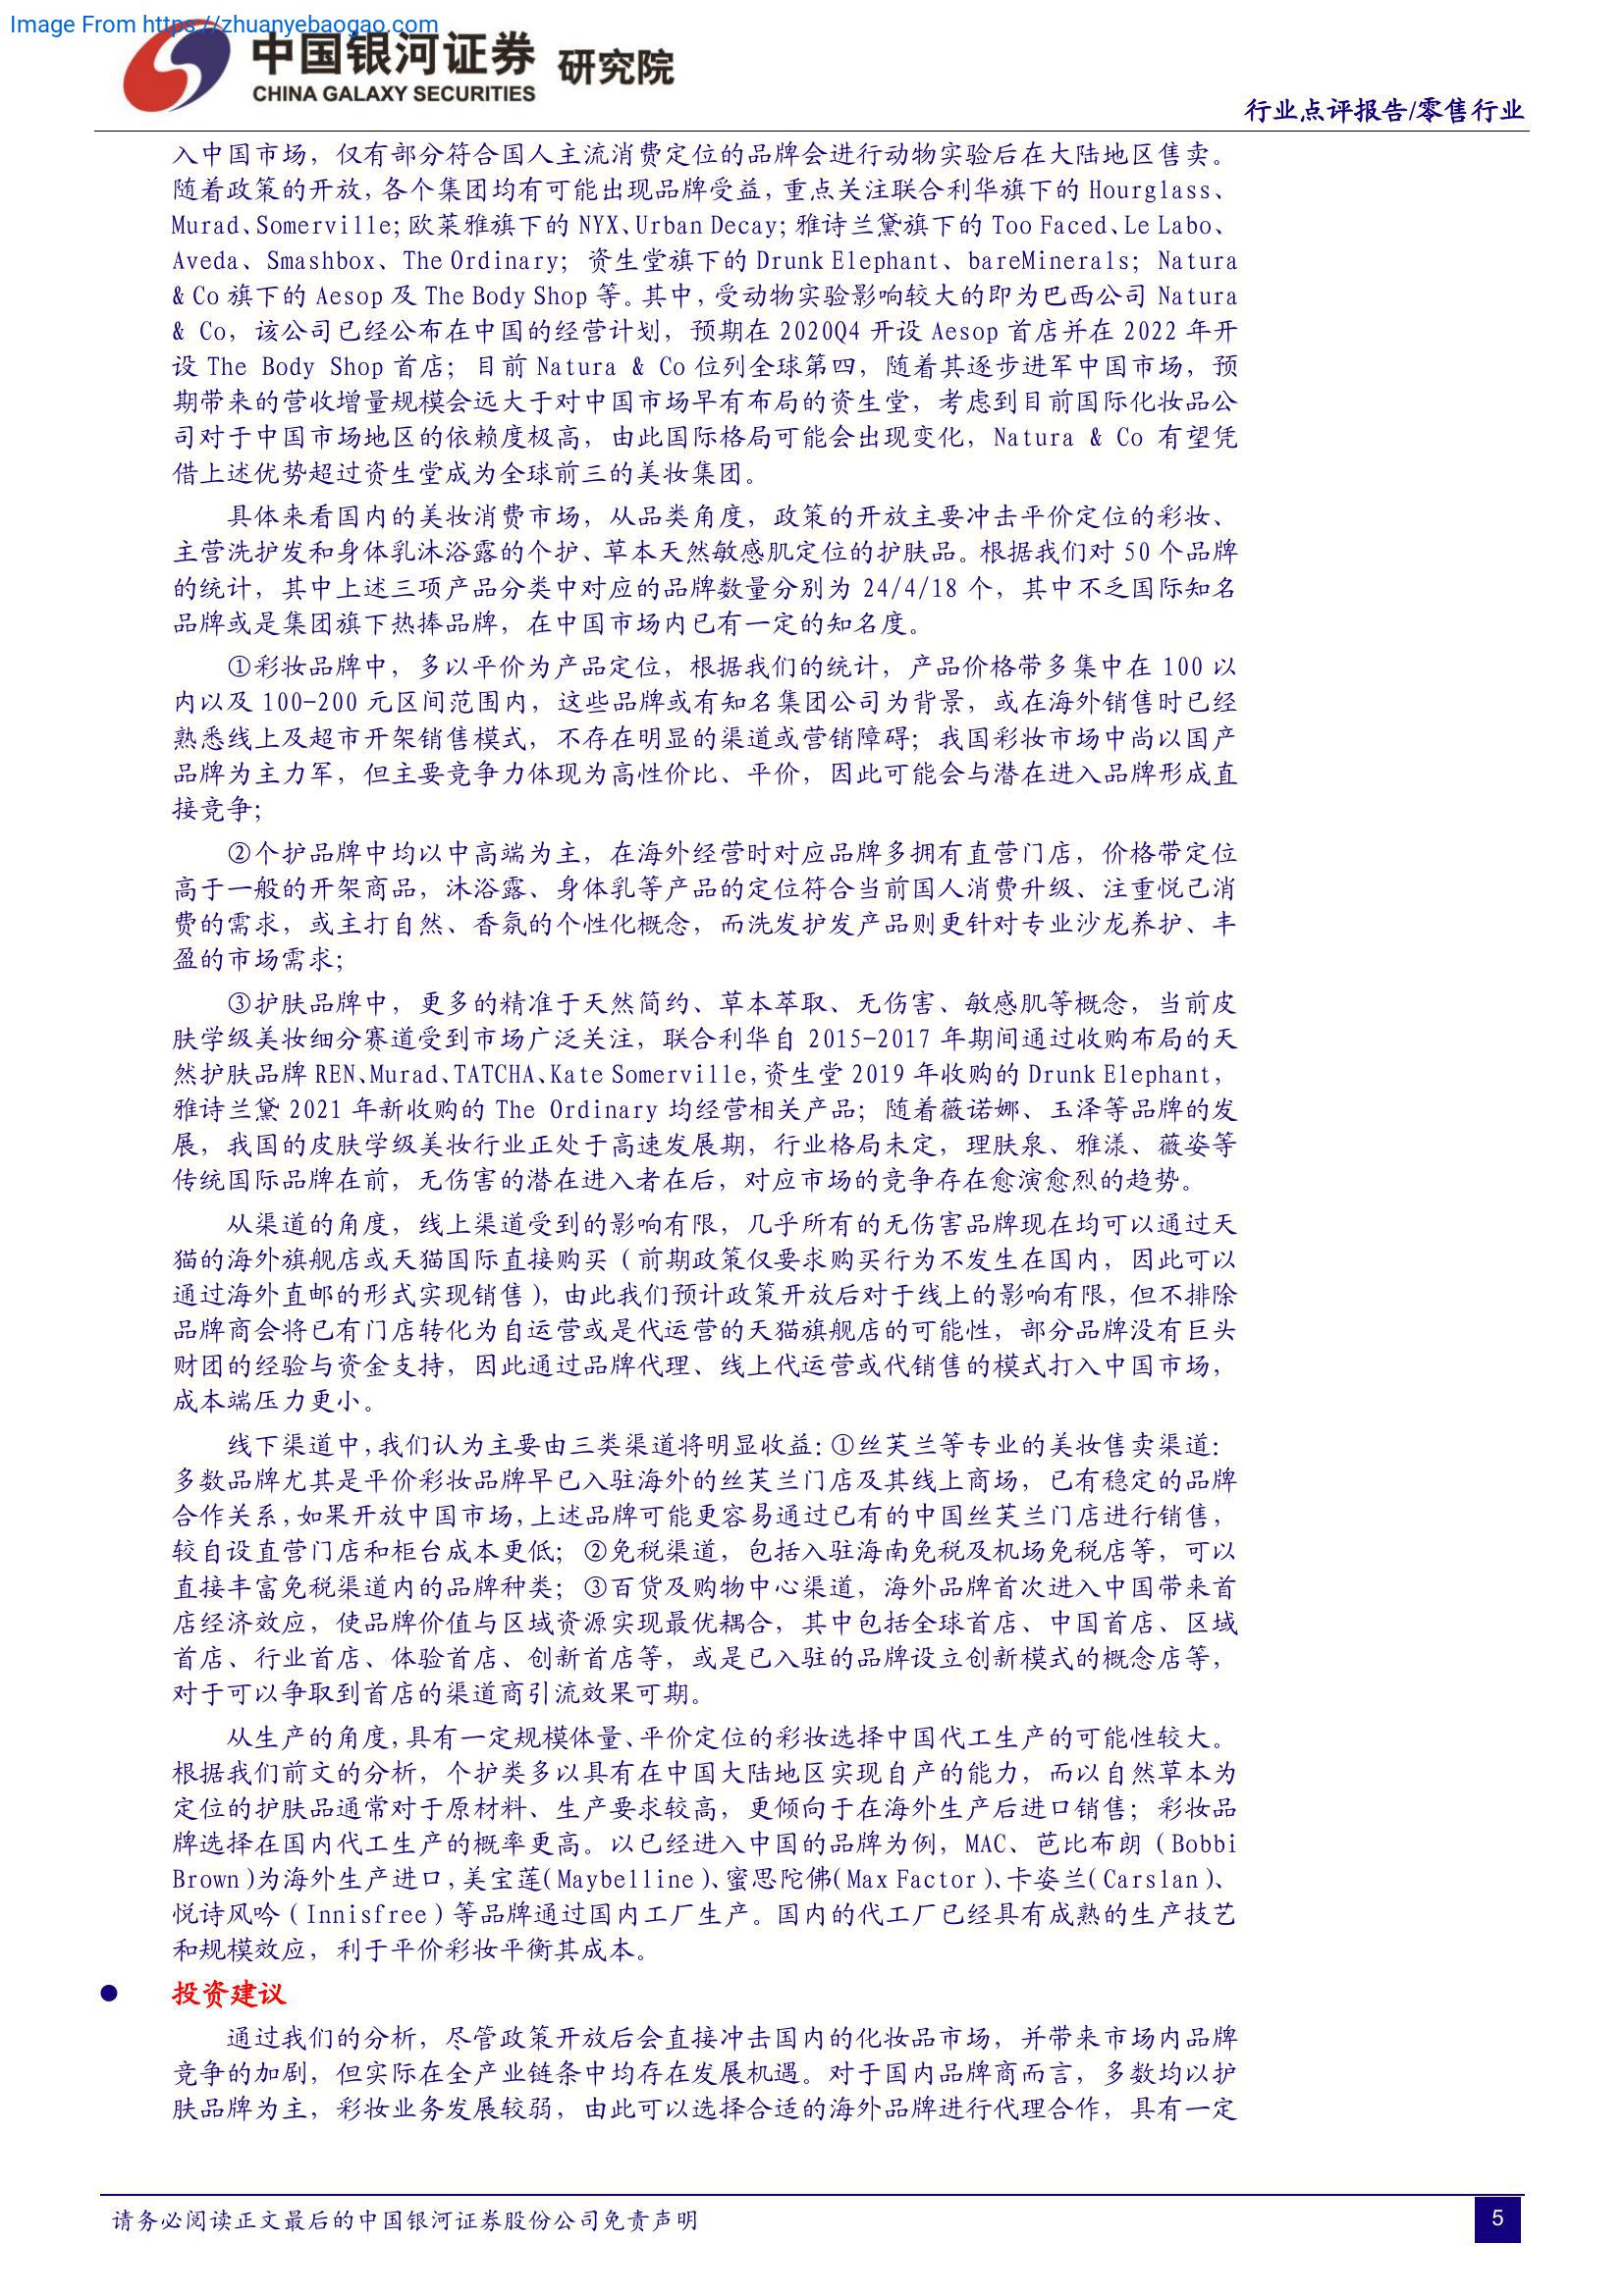 Image From https://zhuanyebaogao.com
中国银河证券 研究院
CHINA GALAXY SECURITIES
行业点评报告/零售行业
入中国市场，仅有部分符合国人主流消费定位的品牌会进行动物实验后在大陆地区售卖。
随着政策的开放，各个集团均有可能出现品牌受益，重点关注联合利华旗下的 Hourglass、
Murad、Somerville；欧莱雅旗下的 NYX、Urban Decay；雅诗兰黛旗下的 Too Faced、Le Labo、
Aveda、Smashbox、The Ordinary；资生堂旗下的 Drunk Elephant、bareMinerals；Natura
& Co 旗下的 Aesop 及 The Body Shop 等。其中，受动物实验影响较大的即为巴西公司 Natura
& Co，该公司已经公布在中国的经营计划，预期在 2020Q4 开设 Aesop 首店并在 2022 年开
设 The Body Shop 首店；目前 Natura & Co 位列全球第四，随着其逐步进军中国市场，预
期带来的营收增量规模会远大于对中国市场早有布局的资生堂，考虑到目前国际化妆品公
司对于中国市场地区的依赖度极高，由此国际格局可能会出现变化，Natura & Co 有望凭
借上述优势超过资生堂成为全球前三的美妆集团。
具体来看国内的美妆消费市场，从品类角度，政策的开放主要冲击平价定位的彩妆、
主营洗护发和身体乳沐浴露的个护、草本天然敏感肌定位的护肤品。根据我们对 50 个品牌
的统计，其中上述三项产品分类中对应的品牌数量分别为 24/4/18 个，其中不乏国际知名
品牌或是集团旗下热捧品牌，在中国市场内已有一定的知名度。
①彩妆品牌中，多以平价为产品定位，根据我们的统计，产品价格带多集中在 100 以
内以及 100-200 元区间范围内，这些品牌或有知名集团公司为背景，或在海外销售时已经
熟悉线上及超市开架销售模式，不存在明显的渠道或营销障碍；我国彩妆市场中尚以国产
品牌为主力军，但主要竞争力体现为高性价比、平价，因此可能会与潜在进入品牌形成直
接竞争；
②个护品牌中均以中高端为主，在海外经营时对应品牌多拥有直营门店，价格带定位
高于一般的开架商品，沐浴露、身体乳等产品的定位符合当前国人消费升级、注重悦己消
费的需求，或主打自然、香氛的个性化概念，而洗发护发产品则更针对专业沙龙养护、丰
盈的市场需求；
③护肤品牌中，更多的精准于天然简约、草本萃取、无伤害、敏感肌等概念，当前皮
肤学级美妆细分赛道受到市场广泛关注，联合利华自 2015-2017 年期间通过收购布局的天
然护肤品牌 REN、Murad、TATCHA、Kate Somerville，资生堂 2019 年收购的 Drunk Elephant，
雅诗兰黛 2021 年新收购的 The Ordinary 均经营相关产品；随着薇诺娜、玉泽等品牌的发
展，我国的皮肤学级美妆行业正处于高速发展期，行业格局未定，理肤泉、雅漾、薇姿等
传统国际品牌在前，无伤害的潜在进入者在后，对应市场的竞争存在愈演愈烈的趋势。
从渠道的角度，线上渠道受到的影响有限，几乎所有的无伤害品牌现在均可以通过天
猫的海外旗舰店或天猫国际直接购买（前期政策仅要求购买行为不发生在国内，因此可以
通过海外直邮的形式实现销售），由此我们预计政策开放后对于线上的影响有限，但不排除
品牌商会将已有门店转化为自运营或是代运营的天猫旗舰店的可能性，部分品牌没有巨头
财团的经验与资金支持，因此通过品牌代理、线上代运营或代销售的模式打入中国市场，
成本端压力更小。
线下渠道中，我们认为主要由三类渠道将明显收益：①丝芙兰等专业的美妆售卖渠道：
多数品牌尤其是平价彩妆品牌早已入驻海外的丝芙兰门店及其线上商场，已有稳定的品牌
合作关系，如果开放中国市场，上述品牌可能更容易通过已有的中国丝芙兰门店进行销售，
较自设直营门店和柜台成本更低；②免税渠道，包括入驻海南免税及机场免税店等，可以
直接丰富免税渠道内的品牌种类；③百货及购物中心渠道，海外品牌首次进入中国带来首
店经济效应，使品牌价值与区域资源实现最优耦合，其中包括全球首店、中国首店、区域
首店、行业首店、体验首店、创新首店等，或是已入驻的品牌设立创新模式的概念店等，
对于可以争取到首店的渠道商引流效果可期。
从生产的角度，具有一定规模体量、平价定位的彩妆选择中国代工生产的可能性较大。
根据我们前文的分析，个护类多以具有在中国大陆地区实现自产的能力，而以自然草本为
定位的护肤品通常对于原材料、生产要求较高，更倾向于在海外生产后进口销售；彩妆品
牌选择在国内代工生产的概率更高。以已经进入中国的品牌为例，MAC、芭比布朗（Bobbi
Brown）为海外生产进口，美宝莲（Maybelline）、蜜思陀佛（Max Factor）、卡姿兰（Carslan）、
悦诗风吟（Innisfree）等品牌通过国内工厂生产。国内的代工厂已经具有成熟的生产技艺
和规模效应，利于平价彩妆平衡其成本。
● 投资建议
通过我们的分析，尽管政策开放后会直接冲击国内的化妆品市场，并带来市场内品牌
竞争的加剧，但实际在全产业链条中均存在发展机遇。对于国内品牌商而言，多数均以护
肤品牌为主，彩妆业务发展较弱，由此可以选择合适的海外品牌进行代理合作，具有一定
请务必阅读正文最后的中国银河证券股份公司免责声明
5